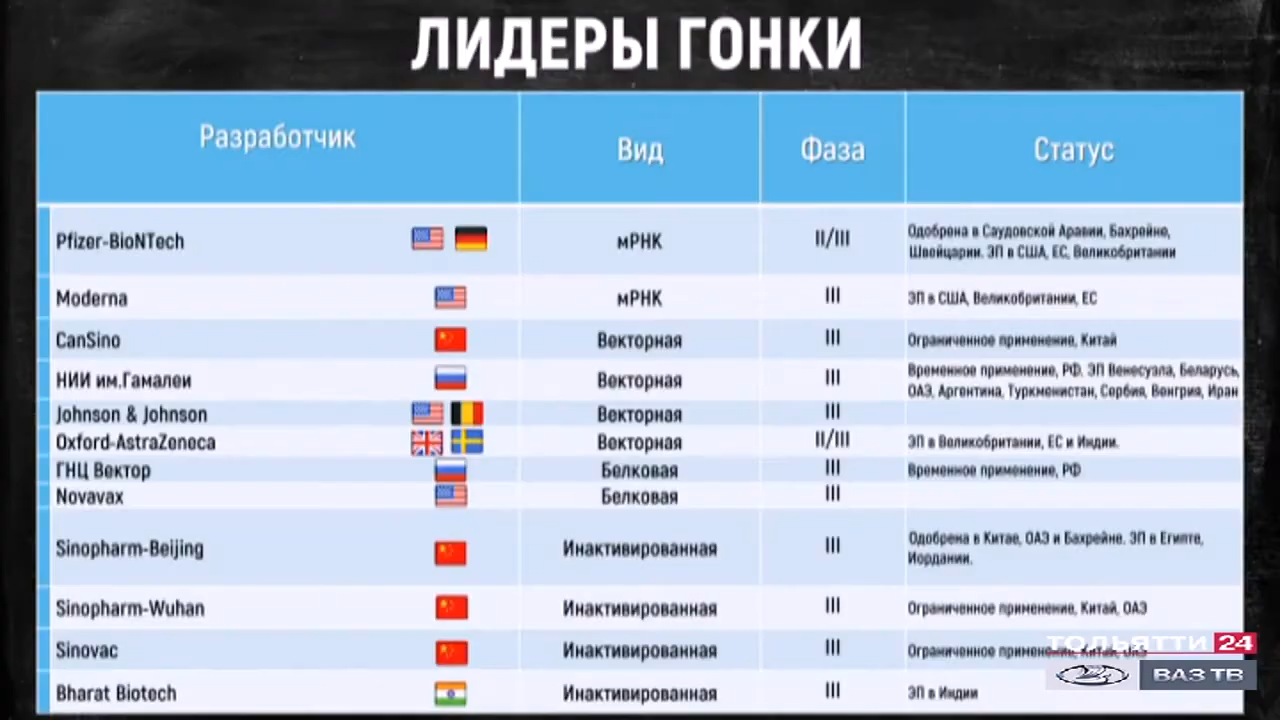 ЛИДЕРЫ ГОНКИ
Разработчик Вид Фаза Статус
Pfizer-BioNTech мРНК II/III Одобрена в Саудовской Аравии, Бахрейне,
Швейцарии. ЭП в США, ЕС, Великобритании
Moderna мРНК III ЭП в США, Великобритании, ЕС
CanSino Векторная III Ограниченное применение, Китай
НИИ им.Гамалеи Векторная III Временное применение, РФ. ЭП Венесуэла, Беларусь,
ОАЭ, Аргентина, Туркменистан, Сербия, Венгрия, Иран
Johnson & Johnson Векторная III
Oxford-AstraZeneca Векторная II/III ЭП в Великобритании, ЕС и Индии.
ГНЦ Вектор Белковая III Временное применение, РФ
Novavax Белковая III
Sinopharm-Beijing Инактивированная III Одобрена в Китае, ОАЭ и Бахрейне. ЭП в Египте,
Иордании.
Sinopharm-Wuhan Инактивированная III Ограниченное применение, Китай, ОАЭ
Sinovac Инактивированная III Ограниченное применение, Китай, ОАЭ
Bharat Biotech Инактивированная III ЭП в Индии
ТОЛЬЯТТИ 24
ВАЗ ТВ